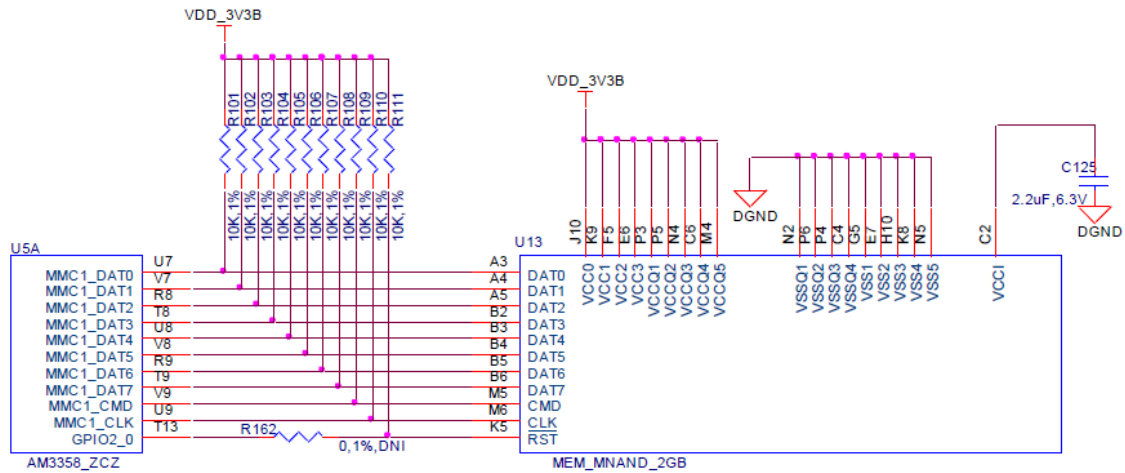 VDD_3V3B
R101
R102
R103
R104
R105
R106
R107
R108
R109
R110
R111
10K,1%
10K,1%
10K,1%
10K,1%
10K,1%
10K,1%
10K,1%
10K,1%
10K,1%
10K,1%
10K,1%
VDD_3V3B
DGND
C125
2.2uF,6.3V
DGND
U5A
MMC1_DAT0 U7
MMC1_DAT1 V7
MMC1_DAT2 R8
MMC1_DAT3 T8
MMC1_DAT4 U8
MMC1_DAT5 V8
MMC1_DAT6 R9
MMC1_DAT7 T9
MMC1_CMD V9
MMC1_CLK U9
GPIO2_0 T13
AM3358_ZCZ
R162
0,1%,DNI
U13
A3 DAT0
A4 DAT1
A5 DAT2
B2 DAT3
B3 DAT4
B4 DAT5
B5 DAT6
B6 DAT7
M5 CMD
M6 CLK
K5 RST
J10 VCC0
K9 VCC1
F5 VCC2
E6 VCC3
P3 VCCQ1
P5 VCCQ2
N4 VCCQ3
C6 VCCQ4
M4 VCCQ5
N2 VSSQ1
P6 VSSQ2
P4 VSSQ3
C4 VSSQ4
G5 VSS1
E7 VSS2
H10 VSS3
K8 VSS4
N5 VSS5
C2 VCCI
MEM_MNAND_2GB